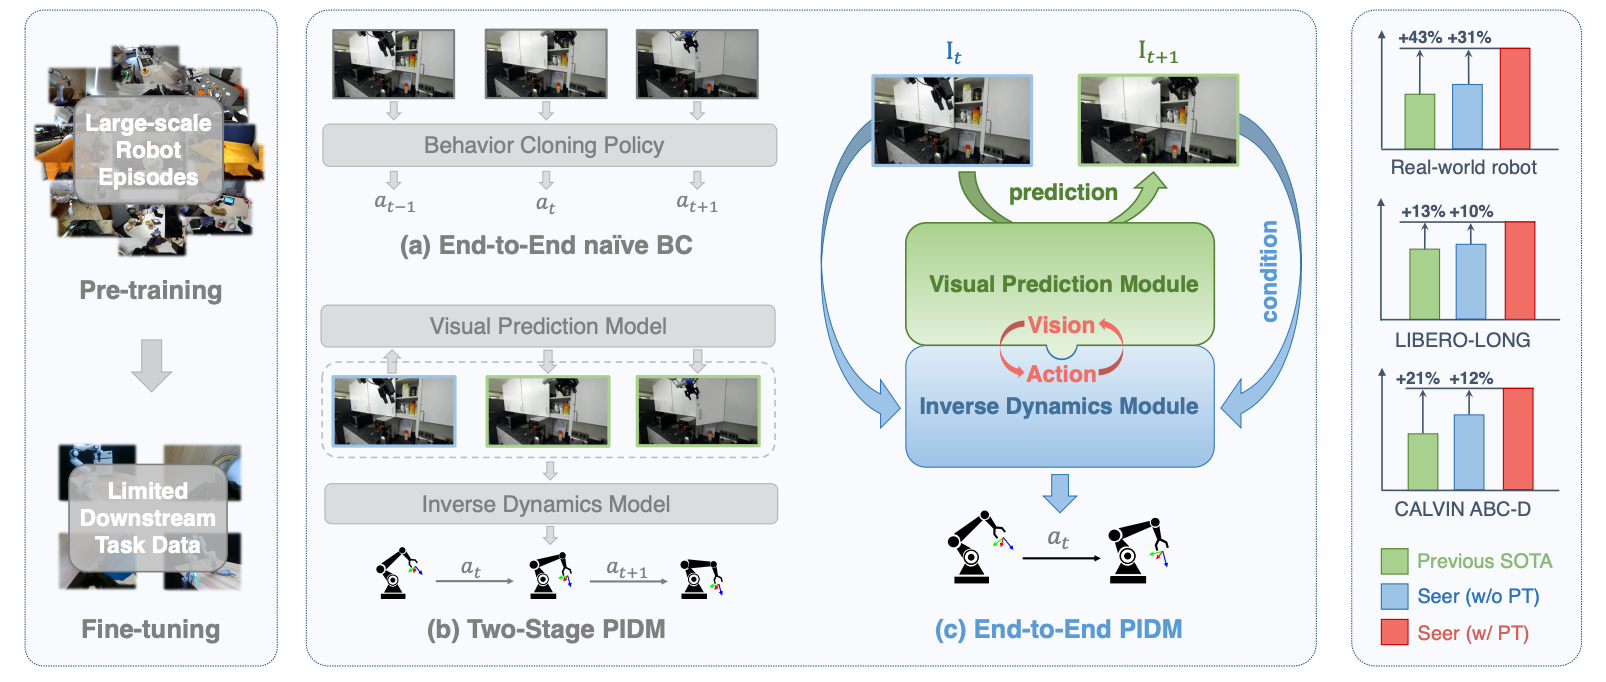 Large-scale
Robot
Episodes
Pre-training
Limited
Downstream
Task Data
Fine-tuning
Behavior Cloning Policy
a_{t−1}
a_t
a_{t+1}
(a) End-to-End naïve BC
Visual Prediction Model
Inverse Dynamics Model
a_t
a_{t+1}
(b) Two-Stage PIDM
I_t
I_{t+1}
prediction
condition
Visual Prediction Module
Vision
Action
Inverse Dynamics Module
a_t
(c) End-to-End PIDM
+43% +31%
Real-world robot
+13% +10%
LIBERO-LONG
+21% +12%
CALVIN ABC-D
Previous SOTA
Seer (w/o PT)
Seer (w/ PT)